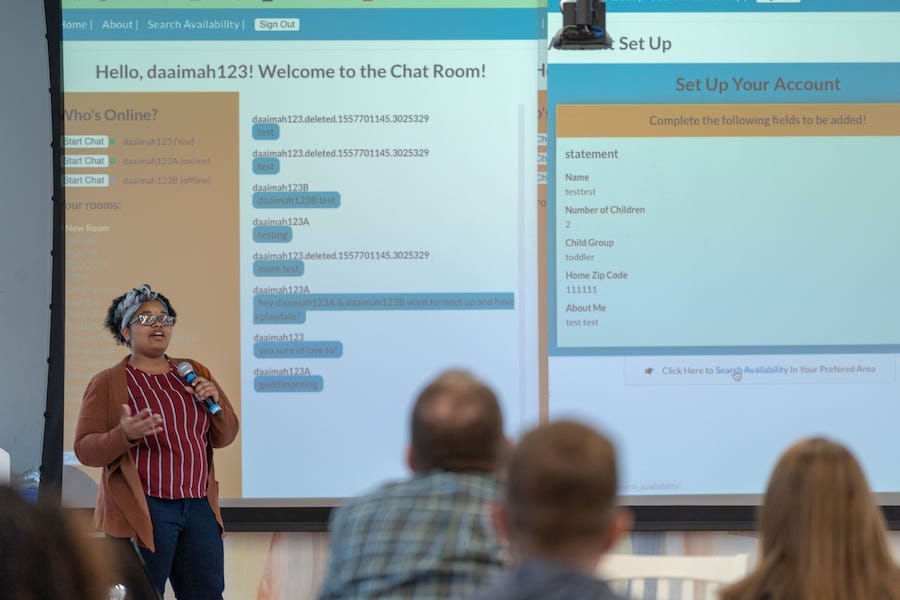 Home | About | Search Availability | Sign Out
Hello, daaimah123! Welcome to the Chat Room!
Who's Online?
Start Chat daaimah123 (You)
Start Chat daaimah123A (online)
Start Chat daaimah123B (offline)
your rooms:
New Room
daaimah123.deleted.1557701145.3025329
test
daaimah123.deleted.1557701145.3025329
test
daaimah123B
daaimah123B test
daaimah123A
testing
daaimah123.deleted.1557701145.3025329
more test
daaimah123A
hey daaimah123A & daaimah123B want to meet up and have
a playdate?
daaimah123
yea sure id love to!
daaimah123A
good morning
Set Up
Set Up Your Account
Complete the following fields to be added!
statement
Name
testtest
Number of Children
2
Child Group
toddler
Home Zip Code
111111
About Me
test test
Click Here to Search Availability In Your Prefered Area